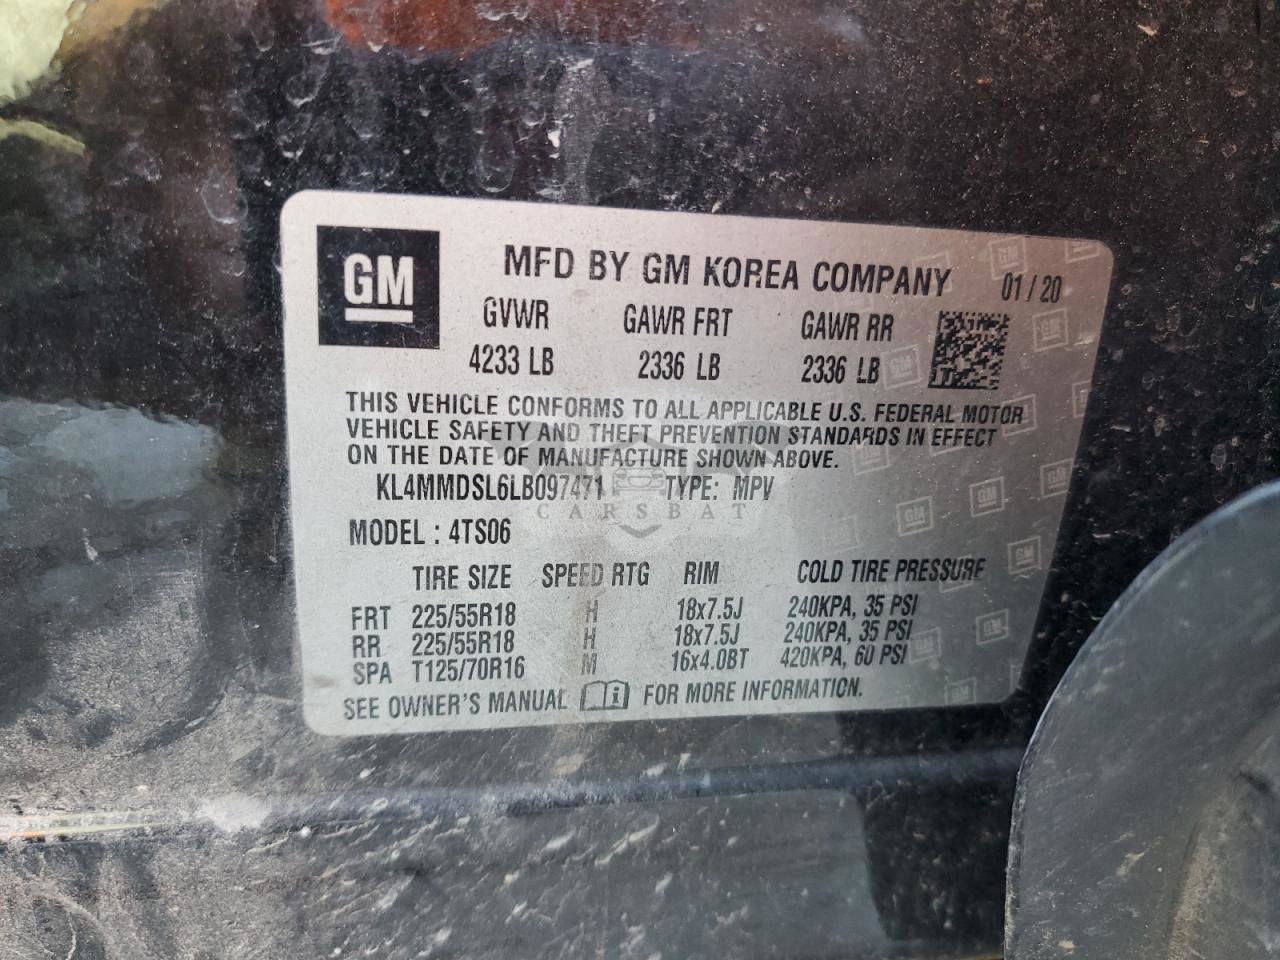 GM
MFD BY GM KOREA COMPANY 01 / 20
GVWR GAWR FRT GAWR RR
4233 LB 2336 LB 2336 LB
THIS VEHICLE CONFORMS TO ALL APPLICABLE U.S. FEDERAL MOTOR
VEHICLE SAFETY AND THEFT PREVENTION STANDARDS IN EFFECT
ON THE DATE OF MANUFACTURE SHOWN ABOVE.
KL4MMDSL6LB097471 TYPE: MPV
CARSBAT
MODEL : 4TS06
TIRE SIZE SPEED RTG RIM COLD TIRE PRESSURE
FRT 225/55R18 H 18x7.5J 240KPA, 35 PSI
RR 225/55R18 H 18x7.5J 240KPA, 35 PSI
SPA T125/70R16 M 16x4.0BT 420KPA, 60 PSI
SEE OWNER'S MANUAL i FOR MORE INFORMATION.